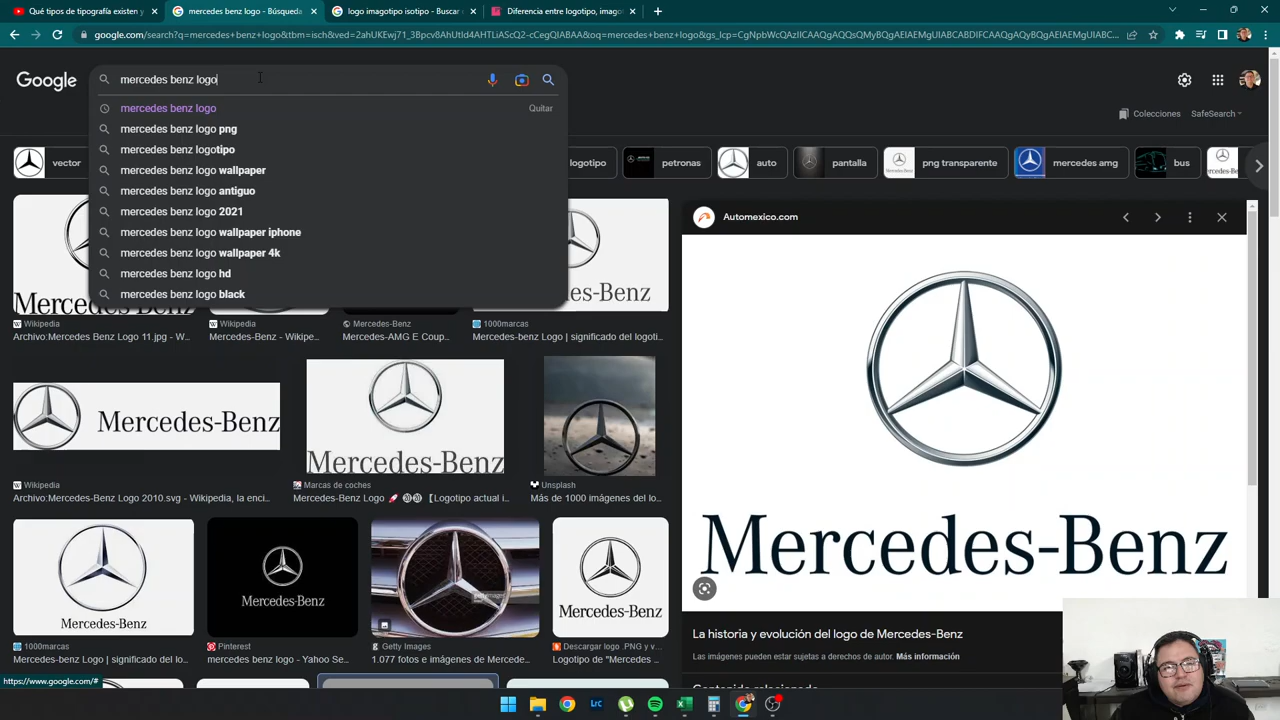 Qué tipos de tipografía existen y
mercedes benz logo - Búsqueda
logo imagotipo isotipo - Buscar c
Diferencia entre logotipo, imago
google.com/search?q=mercedes+benz+logo&tbm=isch&ved=2ahUKEwj71_3Bpcv8AhUtId4AHTLiAScQ-cCegQIABAA&oq=mercedes+benz+logo&gs_lcp=CgNpbWcQAzIICAAQgAQQsQMyBQgAEIAEMgUIABCABDIFCAAQgAQyBQgAEIAEMgUIABCABDIFCAAQgAQyBQgAEIAEMgUIABC...
Google
mercedes benz logo
mercedes benz logo
Quitar
mercedes benz logo png
mercedes benz logotipo
mercedes benz logo wallpaper
mercedes benz logo antiguo
mercedes benz logo 2021
mercedes benz logo wallpaper iphone
mercedes benz logo wallpaper 4k
mercedes benz logo hd
mercedes benz logo black
Colecciones
SafeSearch
vector
logotipo
petronas
auto
pantalla
png transparente
mercedes amg
bus
Automexico.com
Wikipedia
Archivo:Mercedes Benz Logo 11.jpg - W...
Wikipedia
Mercedes-Benz - Wikipe...
Mercedes-Benz
Mercedes-AMG E Coup...
1000marcas
Mercedes-benz Logo | significado del logot...
Mercedes-Benz
Mercedes-Benz
Mercedes-Benz
Wikipedia
Archivo:Mercedes-Benz Logo 2010.svg - Wikipedia, la enci...
Marcas de coches
Mercedes-Benz Logo 🚀 ⓴⓴ 【Logotipo actual i...
Unsplash
Más de 1000 imágenes del lo...
Mercedes-Benz
Mercedes-Benz
Mercedes-Benz
1000marcas
Mercedes-benz Logo | significado del lo...
Pinterest
mercedes benz logo - Yahoo Se...
Getty Images
1.077 fotos e imágenes de Mercede...
Descargar logo .PNG y v...
Logotipo de "Mercedes ...
La historia y evolución del logo de Mercedes-Benz
Las imágenes pueden estar sujetas a derechos de autor. Más información
https://www.google.com/#